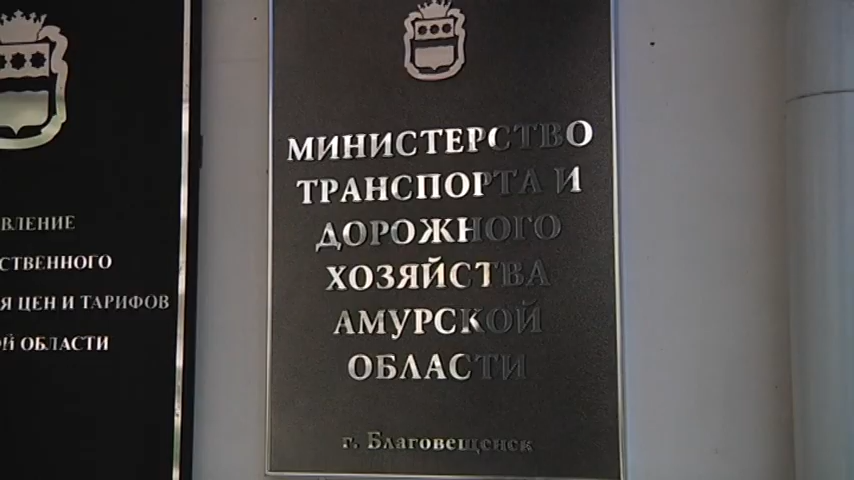 ВЛЕНИЕ
СТВЕННОГО
Я ЦЕН И ТАРИФОВ
ОЙ ОБЛАСТИ
МИНИСТЕРСТВО
ТРАНСПОРТА И
ДОРОЖНОГО
ХОЗЯЙСТВА
АМУРСКОЙ
ОБЛАСТИ
г. Благовещенск